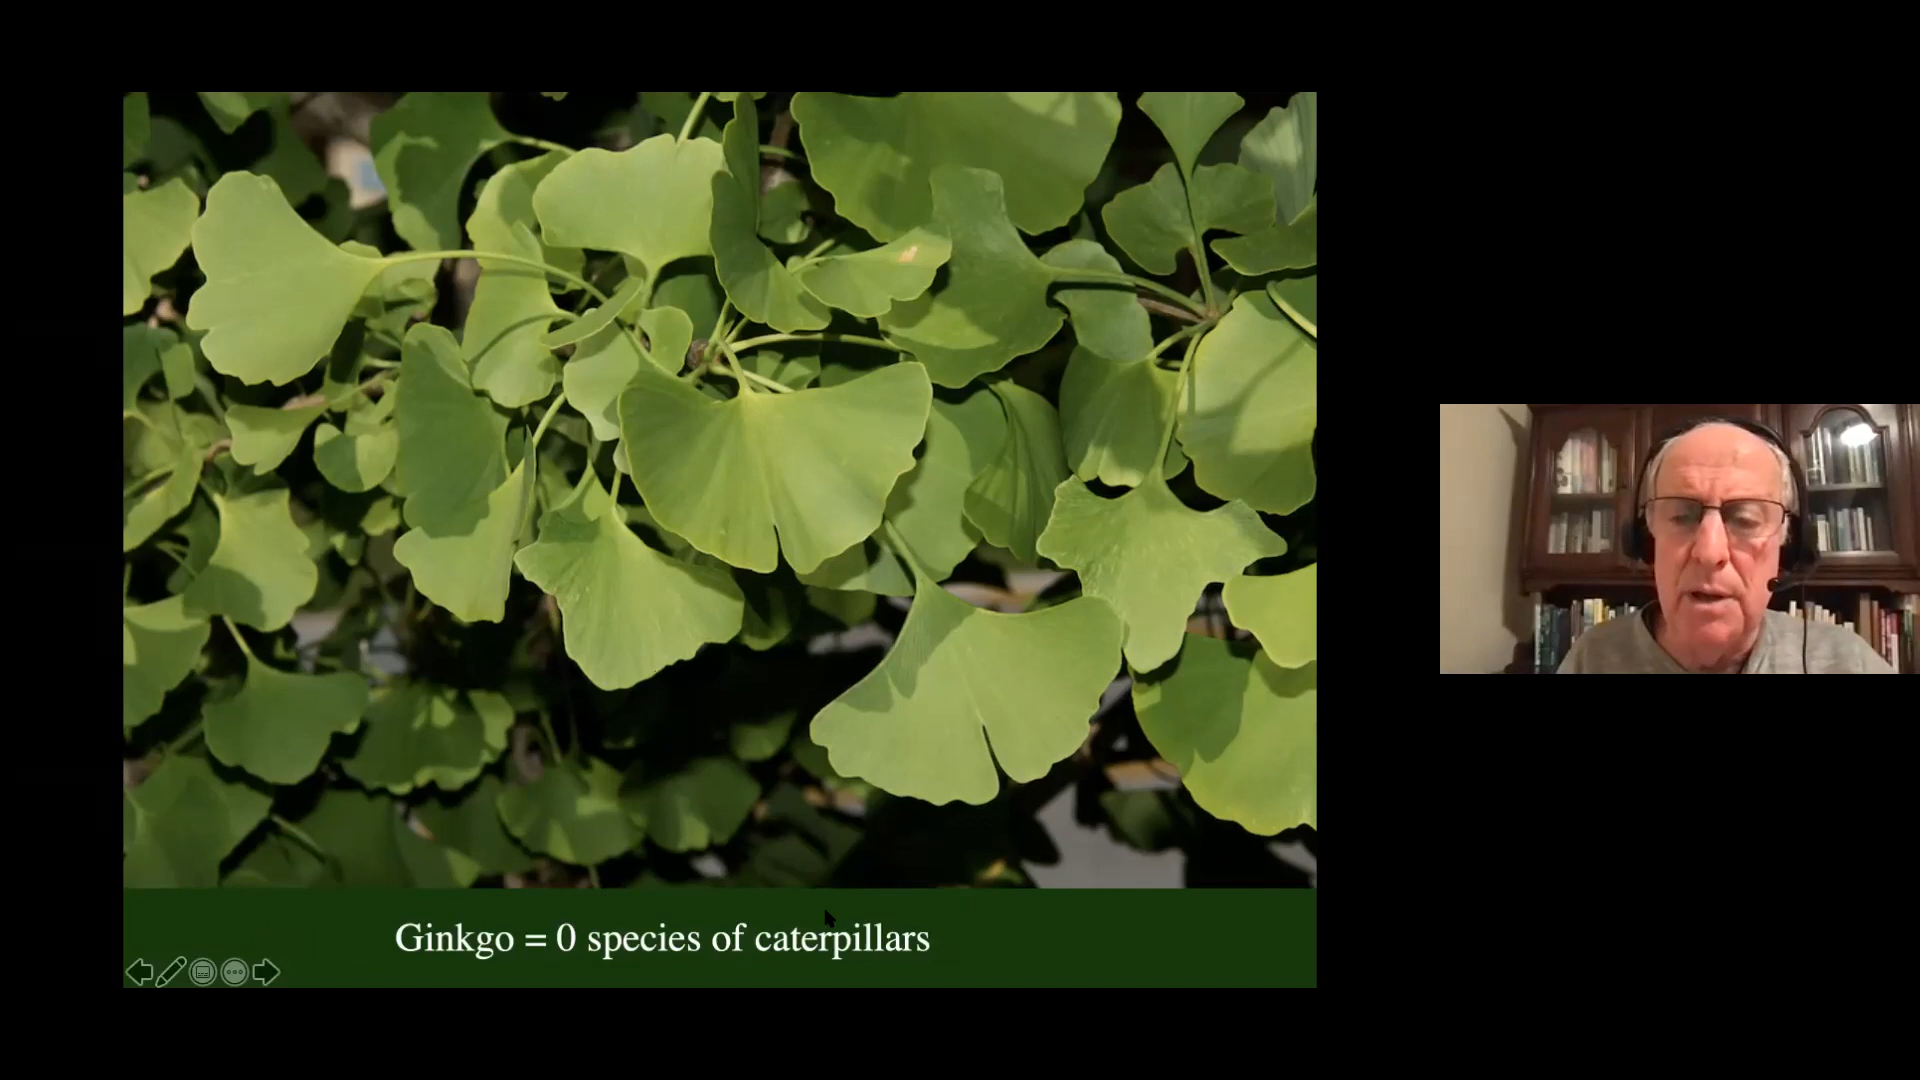 Ginkgo = 0 species of caterpillars